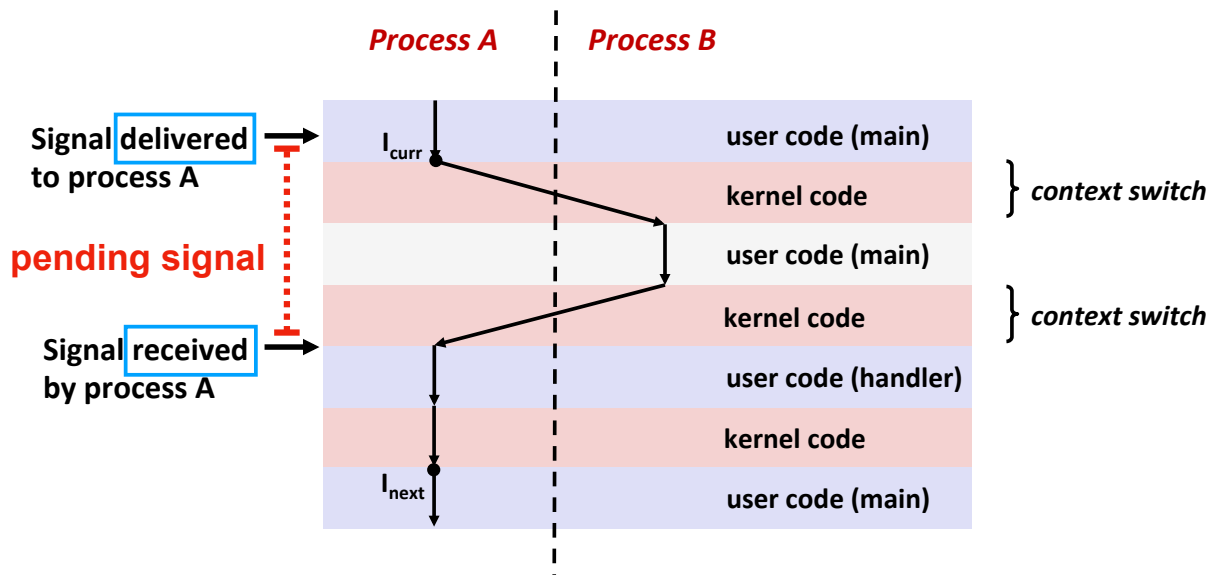 Process A
Process B
Signal delivered
to process A
I curr
user code (main)
kernel code
context switch
pending signal
user code (main)
kernel code
context switch
Signal received
by process A
user code (handler)
kernel code
I next
user code (main)